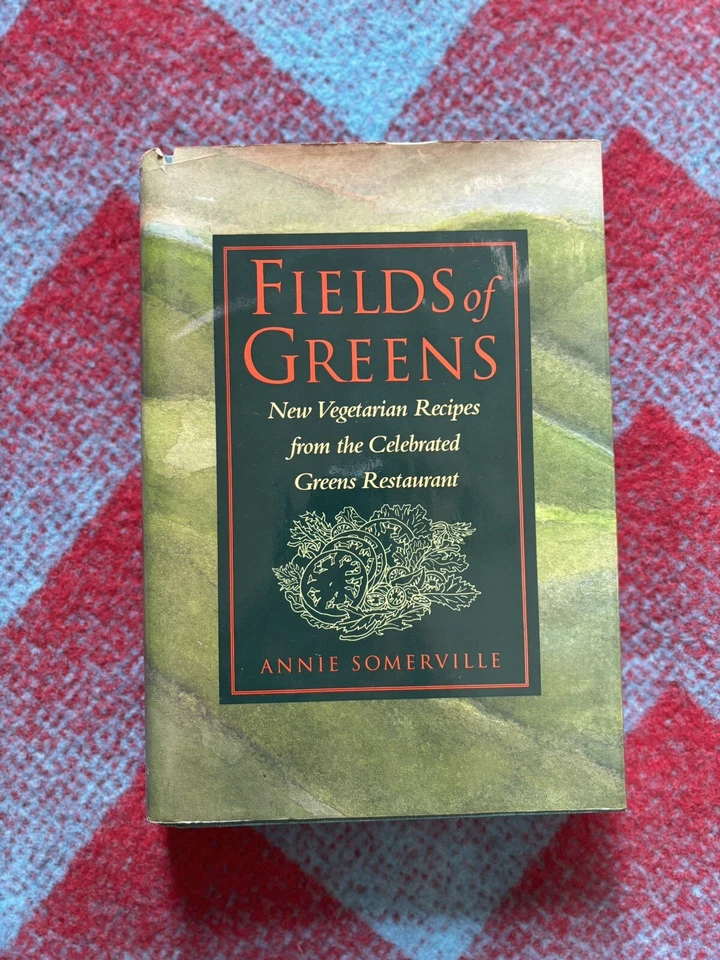 FIELDS of
GREENS
New Vegetarian Recipes
from the Celebrated
Greens Restaurant
ANNIE SOMERVILLE